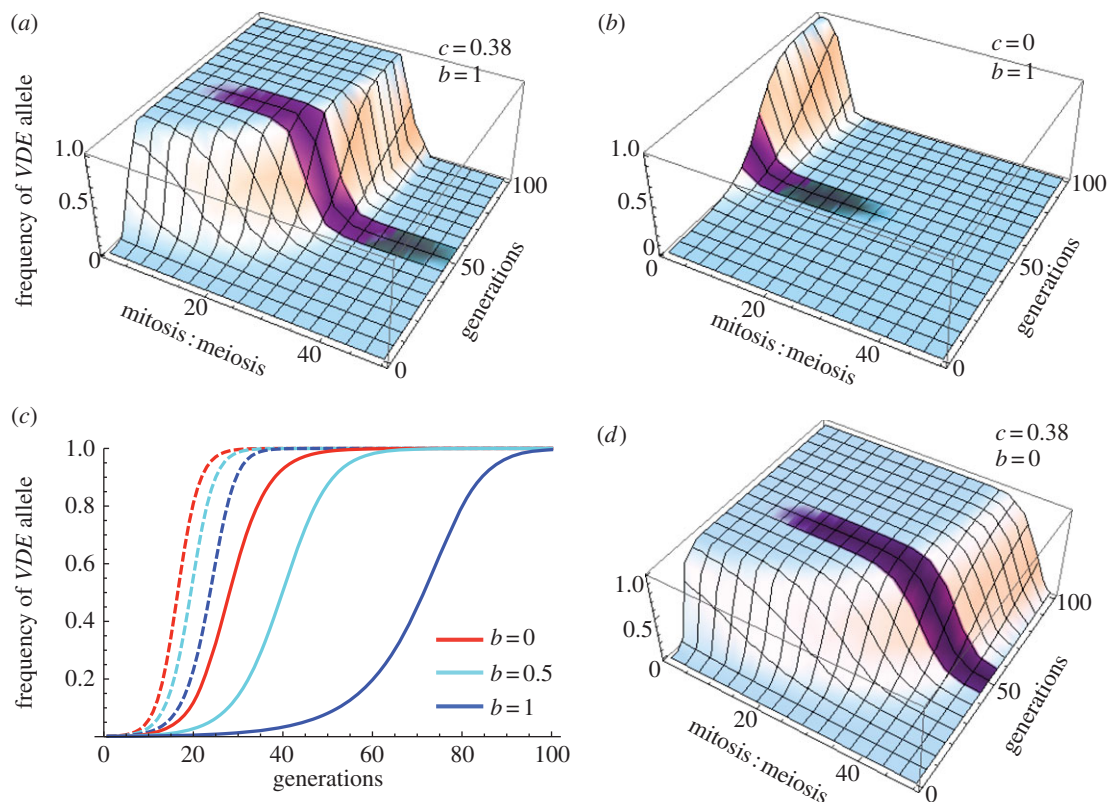 (a)
c = 0.38
b = 1
frequency of VDE allele
1.0
0.5
0
20
40
mitosis : meiosis
0
50
100
generations
(b)
c = 0
b = 1
1.0
0.5
0
20
40
mitosis : meiosis
0
50
100
generations
(c)
frequency of VDE allele
1.0
0.8
0.6
0.4
0.2
0
20
40
60
80
100
generations
b = 0
b = 0.5
b = 1
(d)
c = 0.38
b = 0
1.0
0.5
0
20
40
mitosis : meiosis
0
50
100
generations